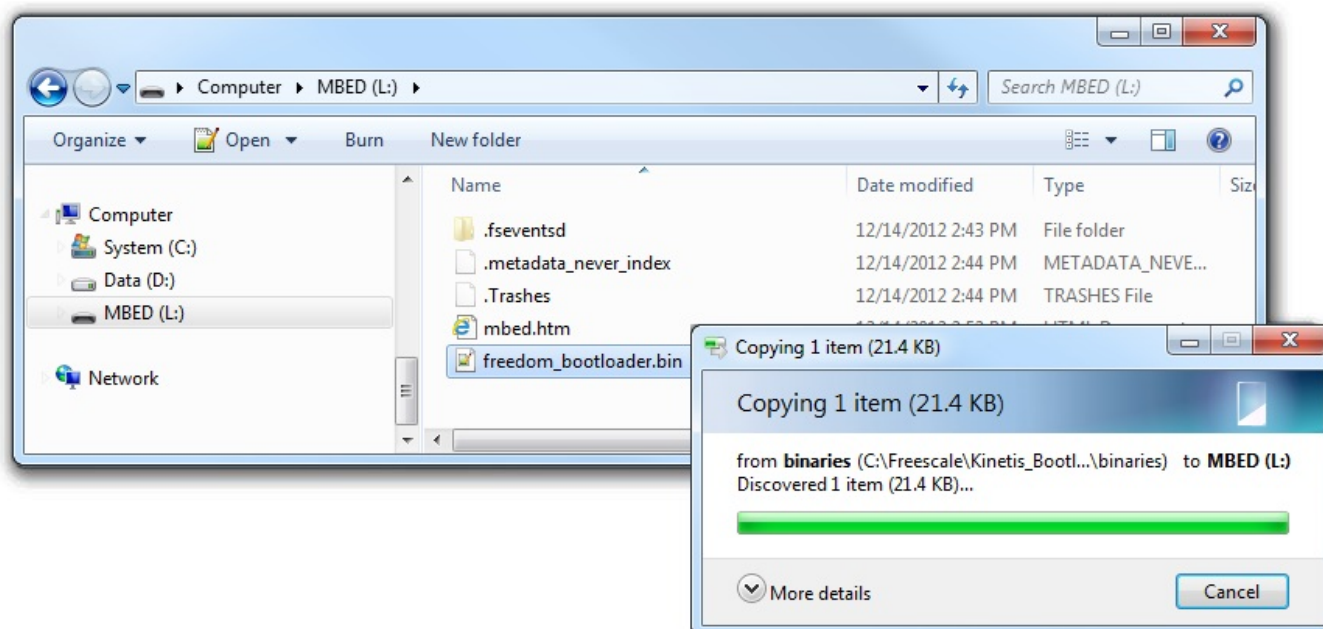 Computer MBED (L:) Search MBED (L:)
Organize Open Burn New folder
Name Date modified Type Siz
Computer
System (C:)
Data (D:)
MBED (L:)
Network
.fseventsd 12/14/2012 2:43 PM File folder
.metadata_never_index 12/14/2012 2:44 PM METADATA_NEVE...
.Trashes 12/14/2012 2:44 PM TRASHES File
mbed.htm
freedom_bootloader.bin
Copying 1 item (21.4 KB)
Copying 1 item (21.4 KB)
from binaries (C:\Freescale\Kinetis_Bootl...\binaries) to MBED (L:)
Discovered 1 item (21.4 KB)...
More details Cancel